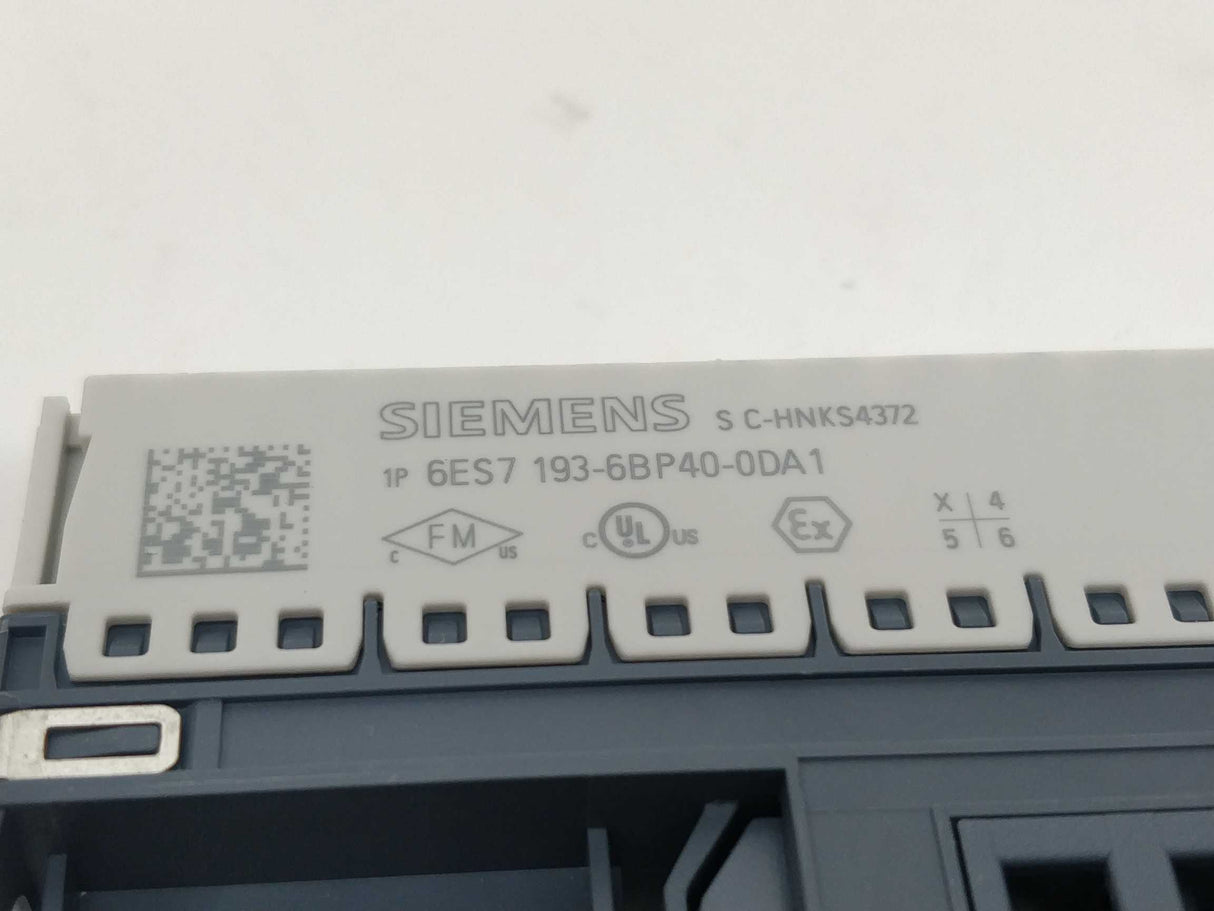 SIEMENS S C-HNKS4372
1P 6ES7 193-6BP40-0DA1
C FM US C UL US Ex X 4
5 6